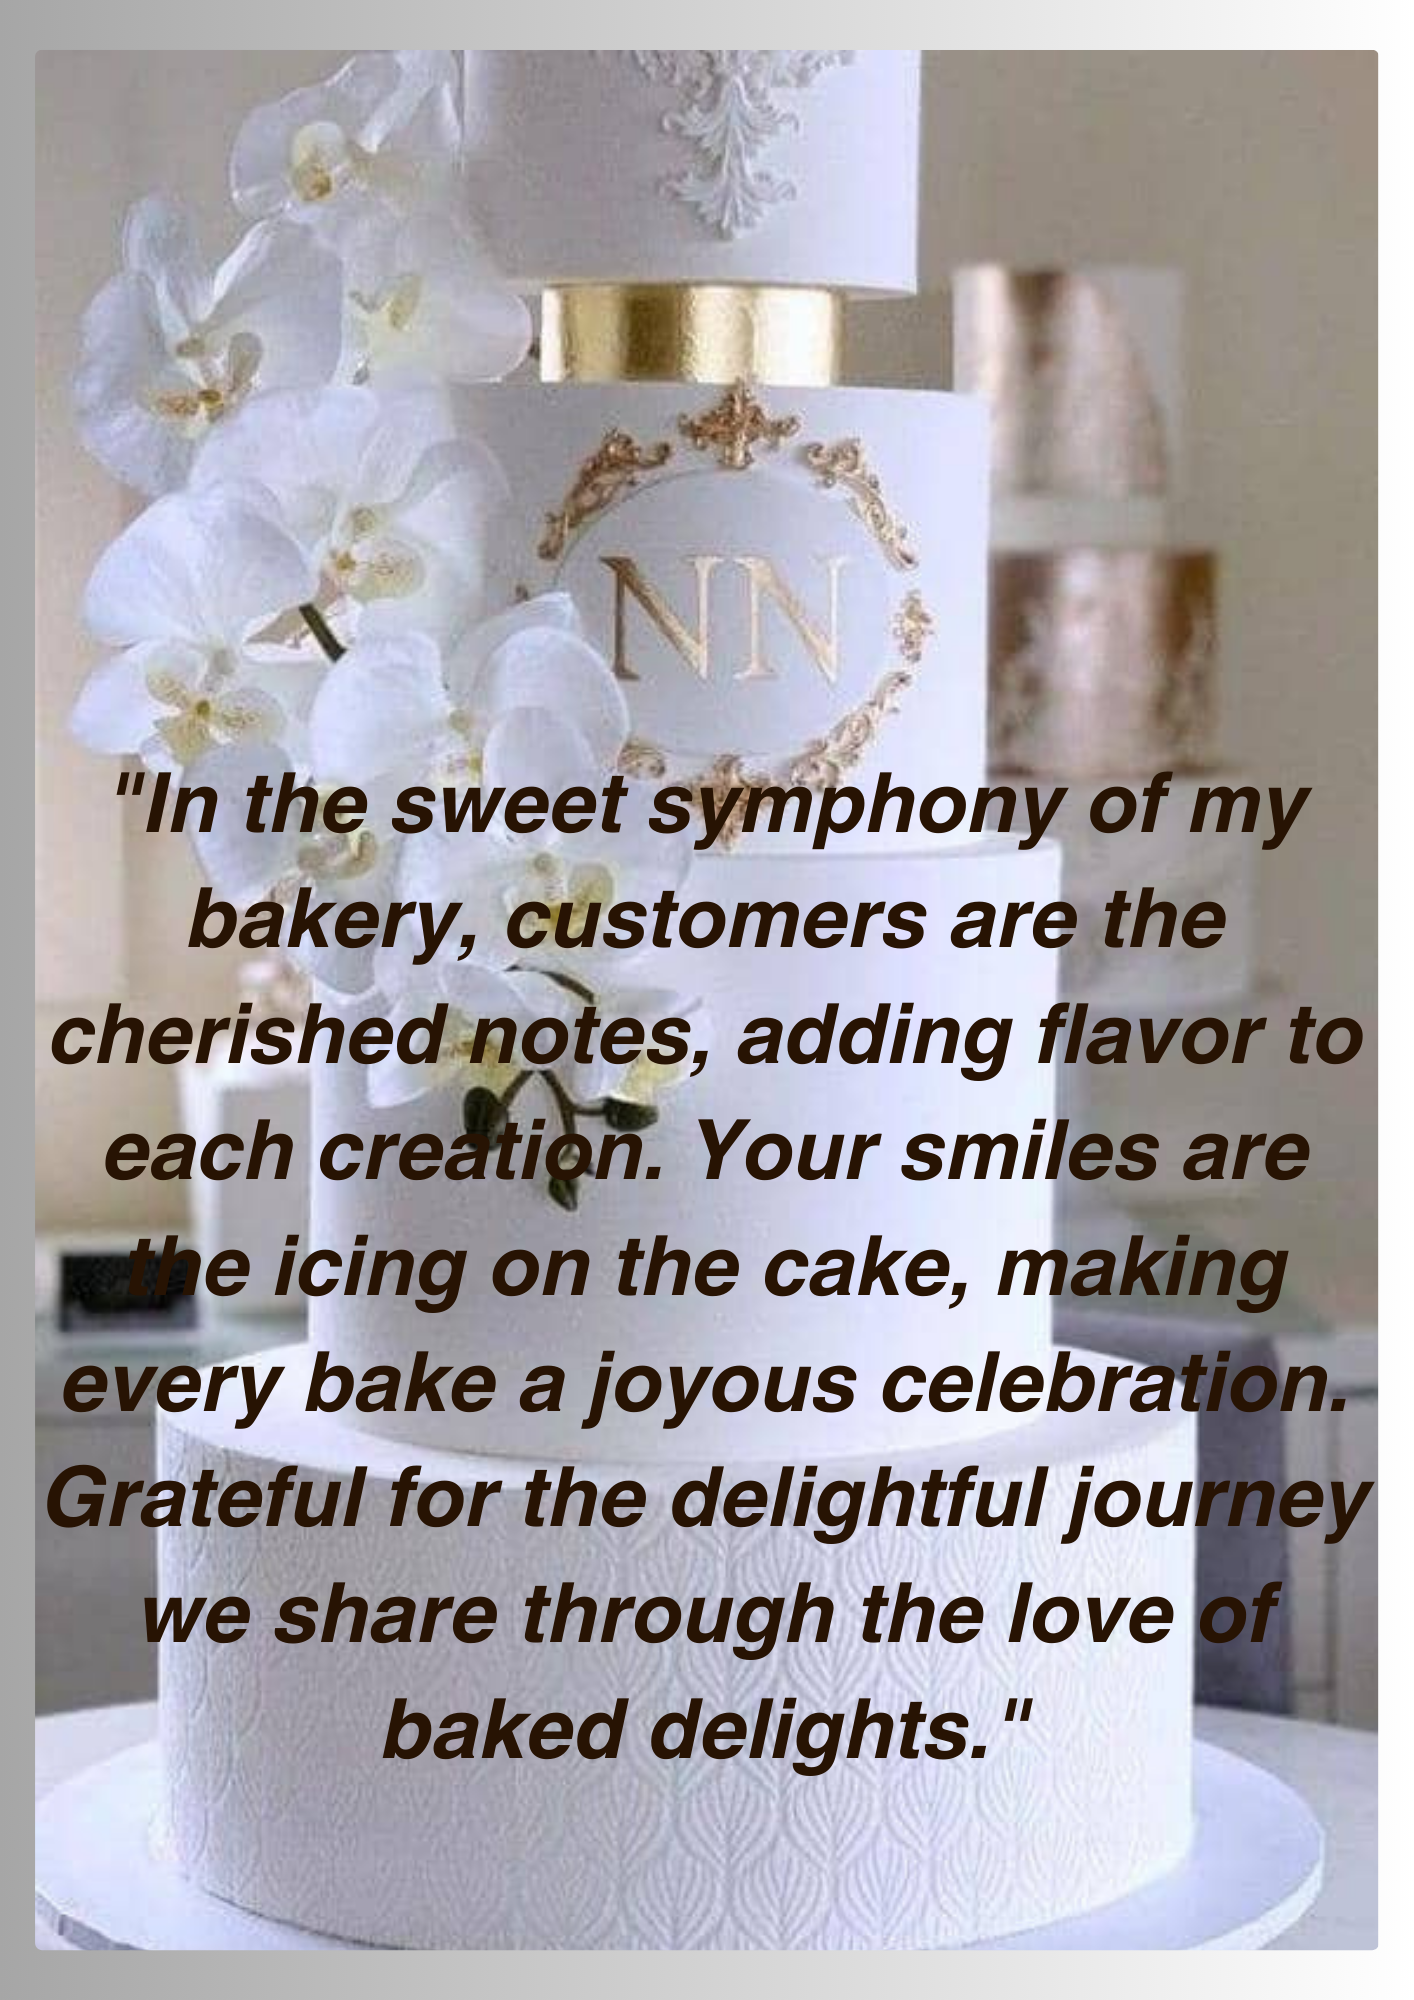 NN
"In the sweet symphony of my
bakery, customers are the
cherished notes, adding flavor to
each creation. Your smiles are
the icing on the cake, making
every bake a joyous celebration.
Grateful for the delightful journey
we share through the love of
baked delights."